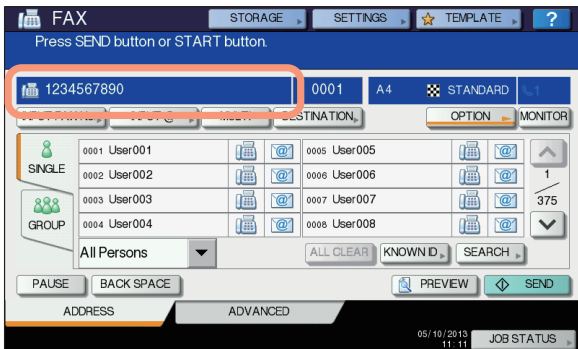 FAX STORAGE SETTINGS TEMPLATE ?
Press SEND button or START button.
1234567890 0001 A4 STANDARD 1
MULTI OPTION MONITOR
SINGLE
0001 User001 0005 User005
0002 User002 0006 User006
0003 User003 0007 User007
0004 User004 0008 User008
1
375
GROUP
All Persons ALL CLEAR KNOWN ID SEARCH
PAUSE BACK SPACE PREVIEW SEND
ADDRESS ADVANCED
05/10/2013
11:11
JOB STATUS